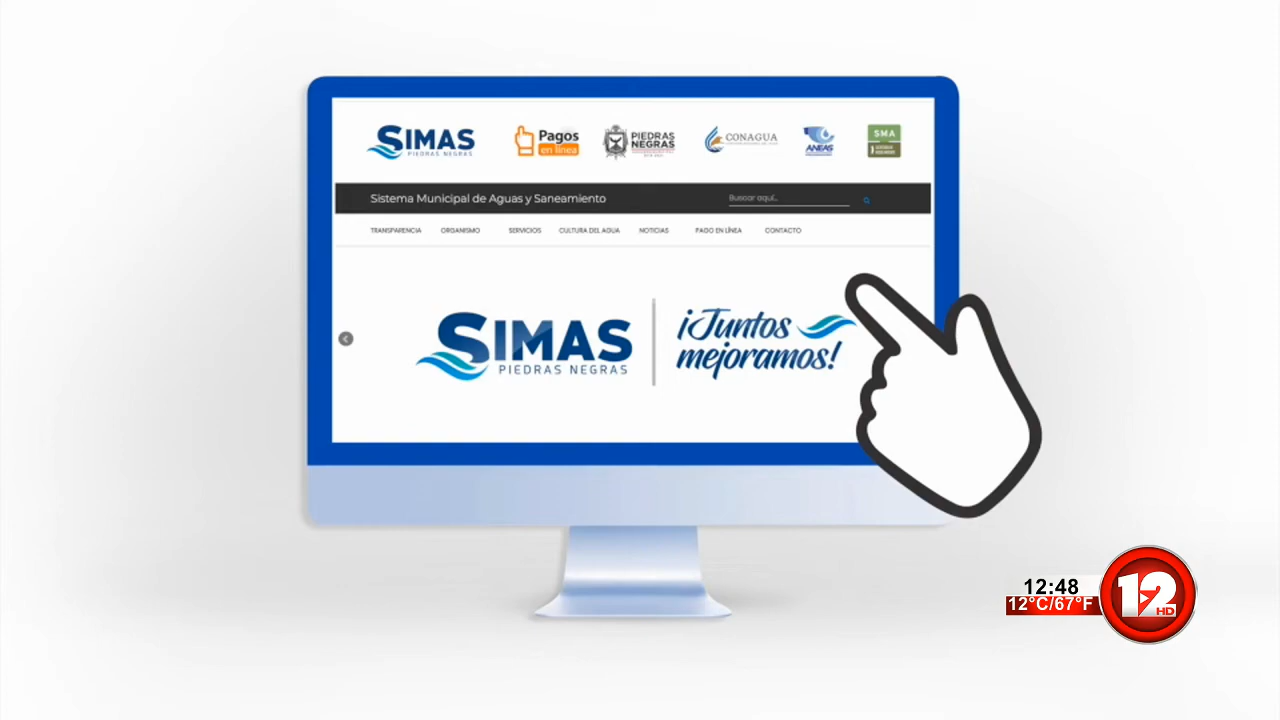 SIMAS
PIEDRAS NEGRAS
Pagos
en línea
PIEDRAS
NEGRAS
CONAGUA
ANEAS
SMA
Sistema Municipal de Aguas y Saneamiento
Buscar aquí...
TRANSPARENCIA ORGANISMO SERVICIOS CULTURA DEL AGUA NOTICIAS PAGO EN LÍNEA CONTACTO
SIMAS
PIEDRAS NEGRAS
¡Juntos
mejoramos!
12:48
12°C/67°F
12
HD